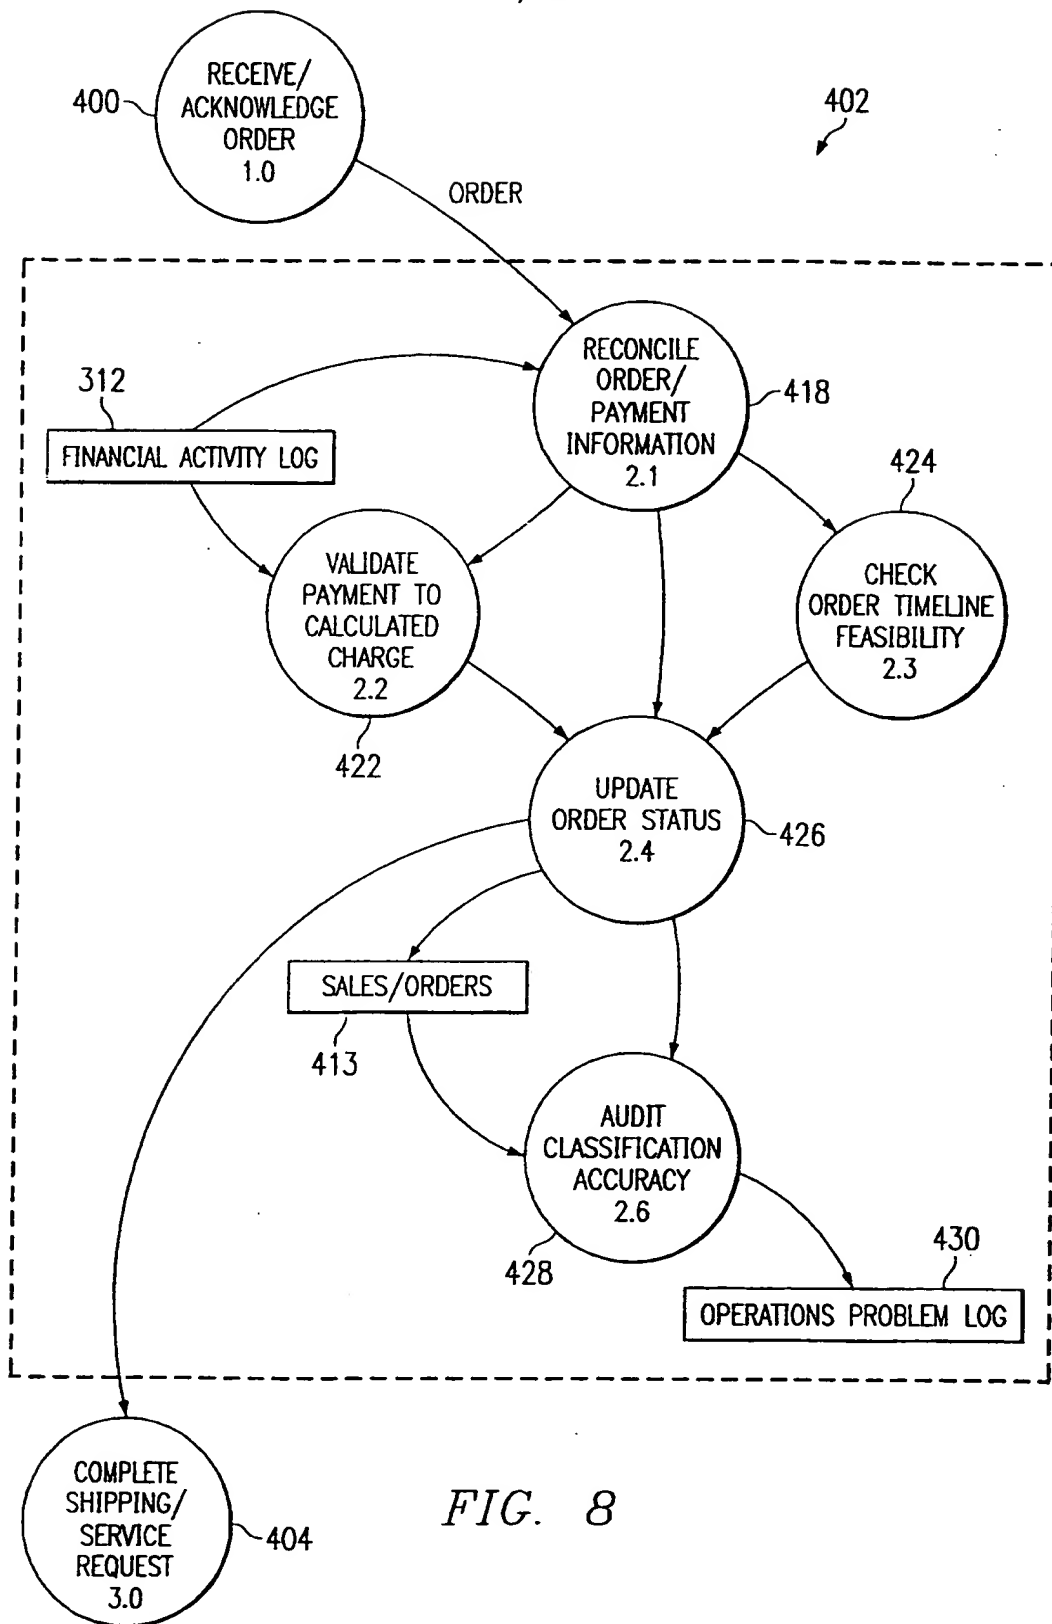 RECEIVE/
ACKNOWLEDGE
ORDER
1.0
400
402
ORDER
RECONCILE
ORDER/
PAYMENT
INFORMATION
2.1
418
312
FINANCIAL ACTIVITY LOG
424
VALIDATE
PAYMENT TO
CALCULATED
CHARGE
2.2
422
CHECK
ORDER TIMELINE
FEASIBILITY
2.3
UPDATE
ORDER STATUS
2.4
426
SALES/ORDERS
413
AUDIT
CLASSIFICATION
ACCURACY
2.6
428
430
OPERATIONS PROBLEM LOG
COMPLETE
SHIPPING/
SERVICE
REQUEST
3.0
404
FIG. 8